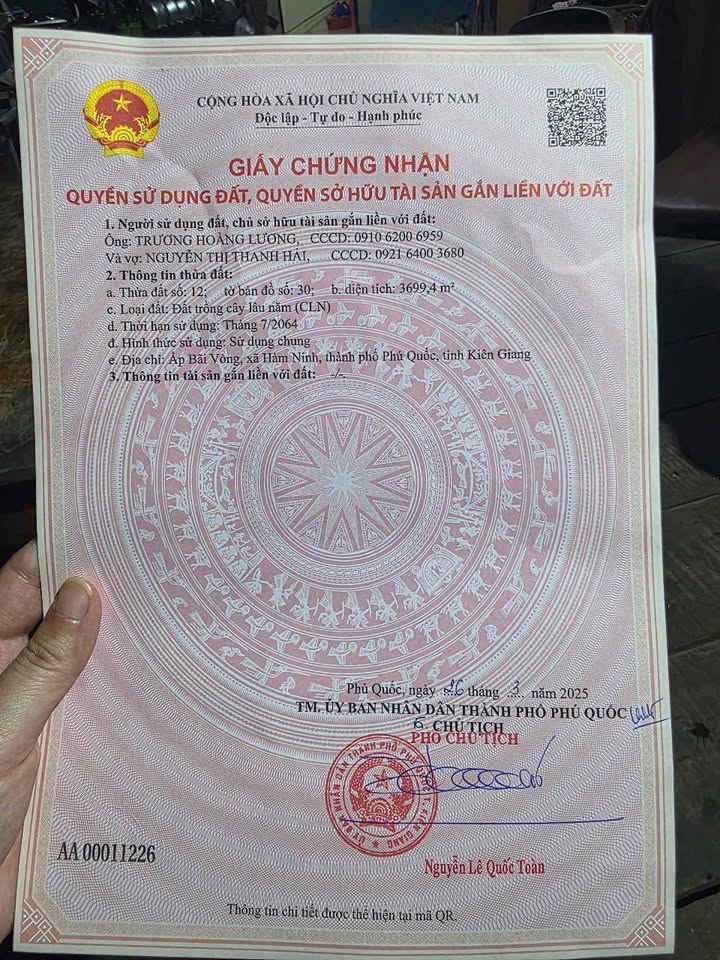 CỘNG HÒA XÃ HỘI CHỦ NGHĨA VIỆT NAM
Độc lập - Tự do - Hạnh phúc
GIẤY CHỨNG NHẬN
QUYỀN SỬ DỤNG ĐẤT, QUYỀN SỞ HỮU TÀI SẢN GẮN LIỀN VỚI ĐẤT
1. Người sử dụng đất, chủ sở hữu tài sản gắn liền với đất:
Ông: TRƯƠNG HOÀNG LƯƠNG, CCCD: 0910 6200 6959
Và vợ: NGUYỄN THỊ THANH HẢI, CCCD: 0921 6400 3680
2. Thông tin thửa đất:
a. Thửa đất số: 12; tờ bản đồ số: 30; b. diện tích: 3699,4 m²
c. Loại đất: Đất trồng cây lâu năm (CLN)
d. Thời hạn sử dụng: Tháng 7/2064
đ. Hình thức sử dụng: Sử dụng chung
e. Địa chỉ: Ấp Bãi Vòng, xã Hàm Ninh, thành phố Phú Quốc, tỉnh Kiên Giang
3. Thông tin tài sản gắn liền với đất: -/-
Phú Quốc, ngày 26 tháng 3 năm 2025
TM. ỦY BAN NHÂN DÂN THÀNH PHỐ PHÚ QUỐC
CHỦ TỊCH
PHÓ CHỦ TỊCH
Nguyễn Lê Quốc Toàn
AA 00011226
Thông tin chi tiết được thể hiện tại mã QR.